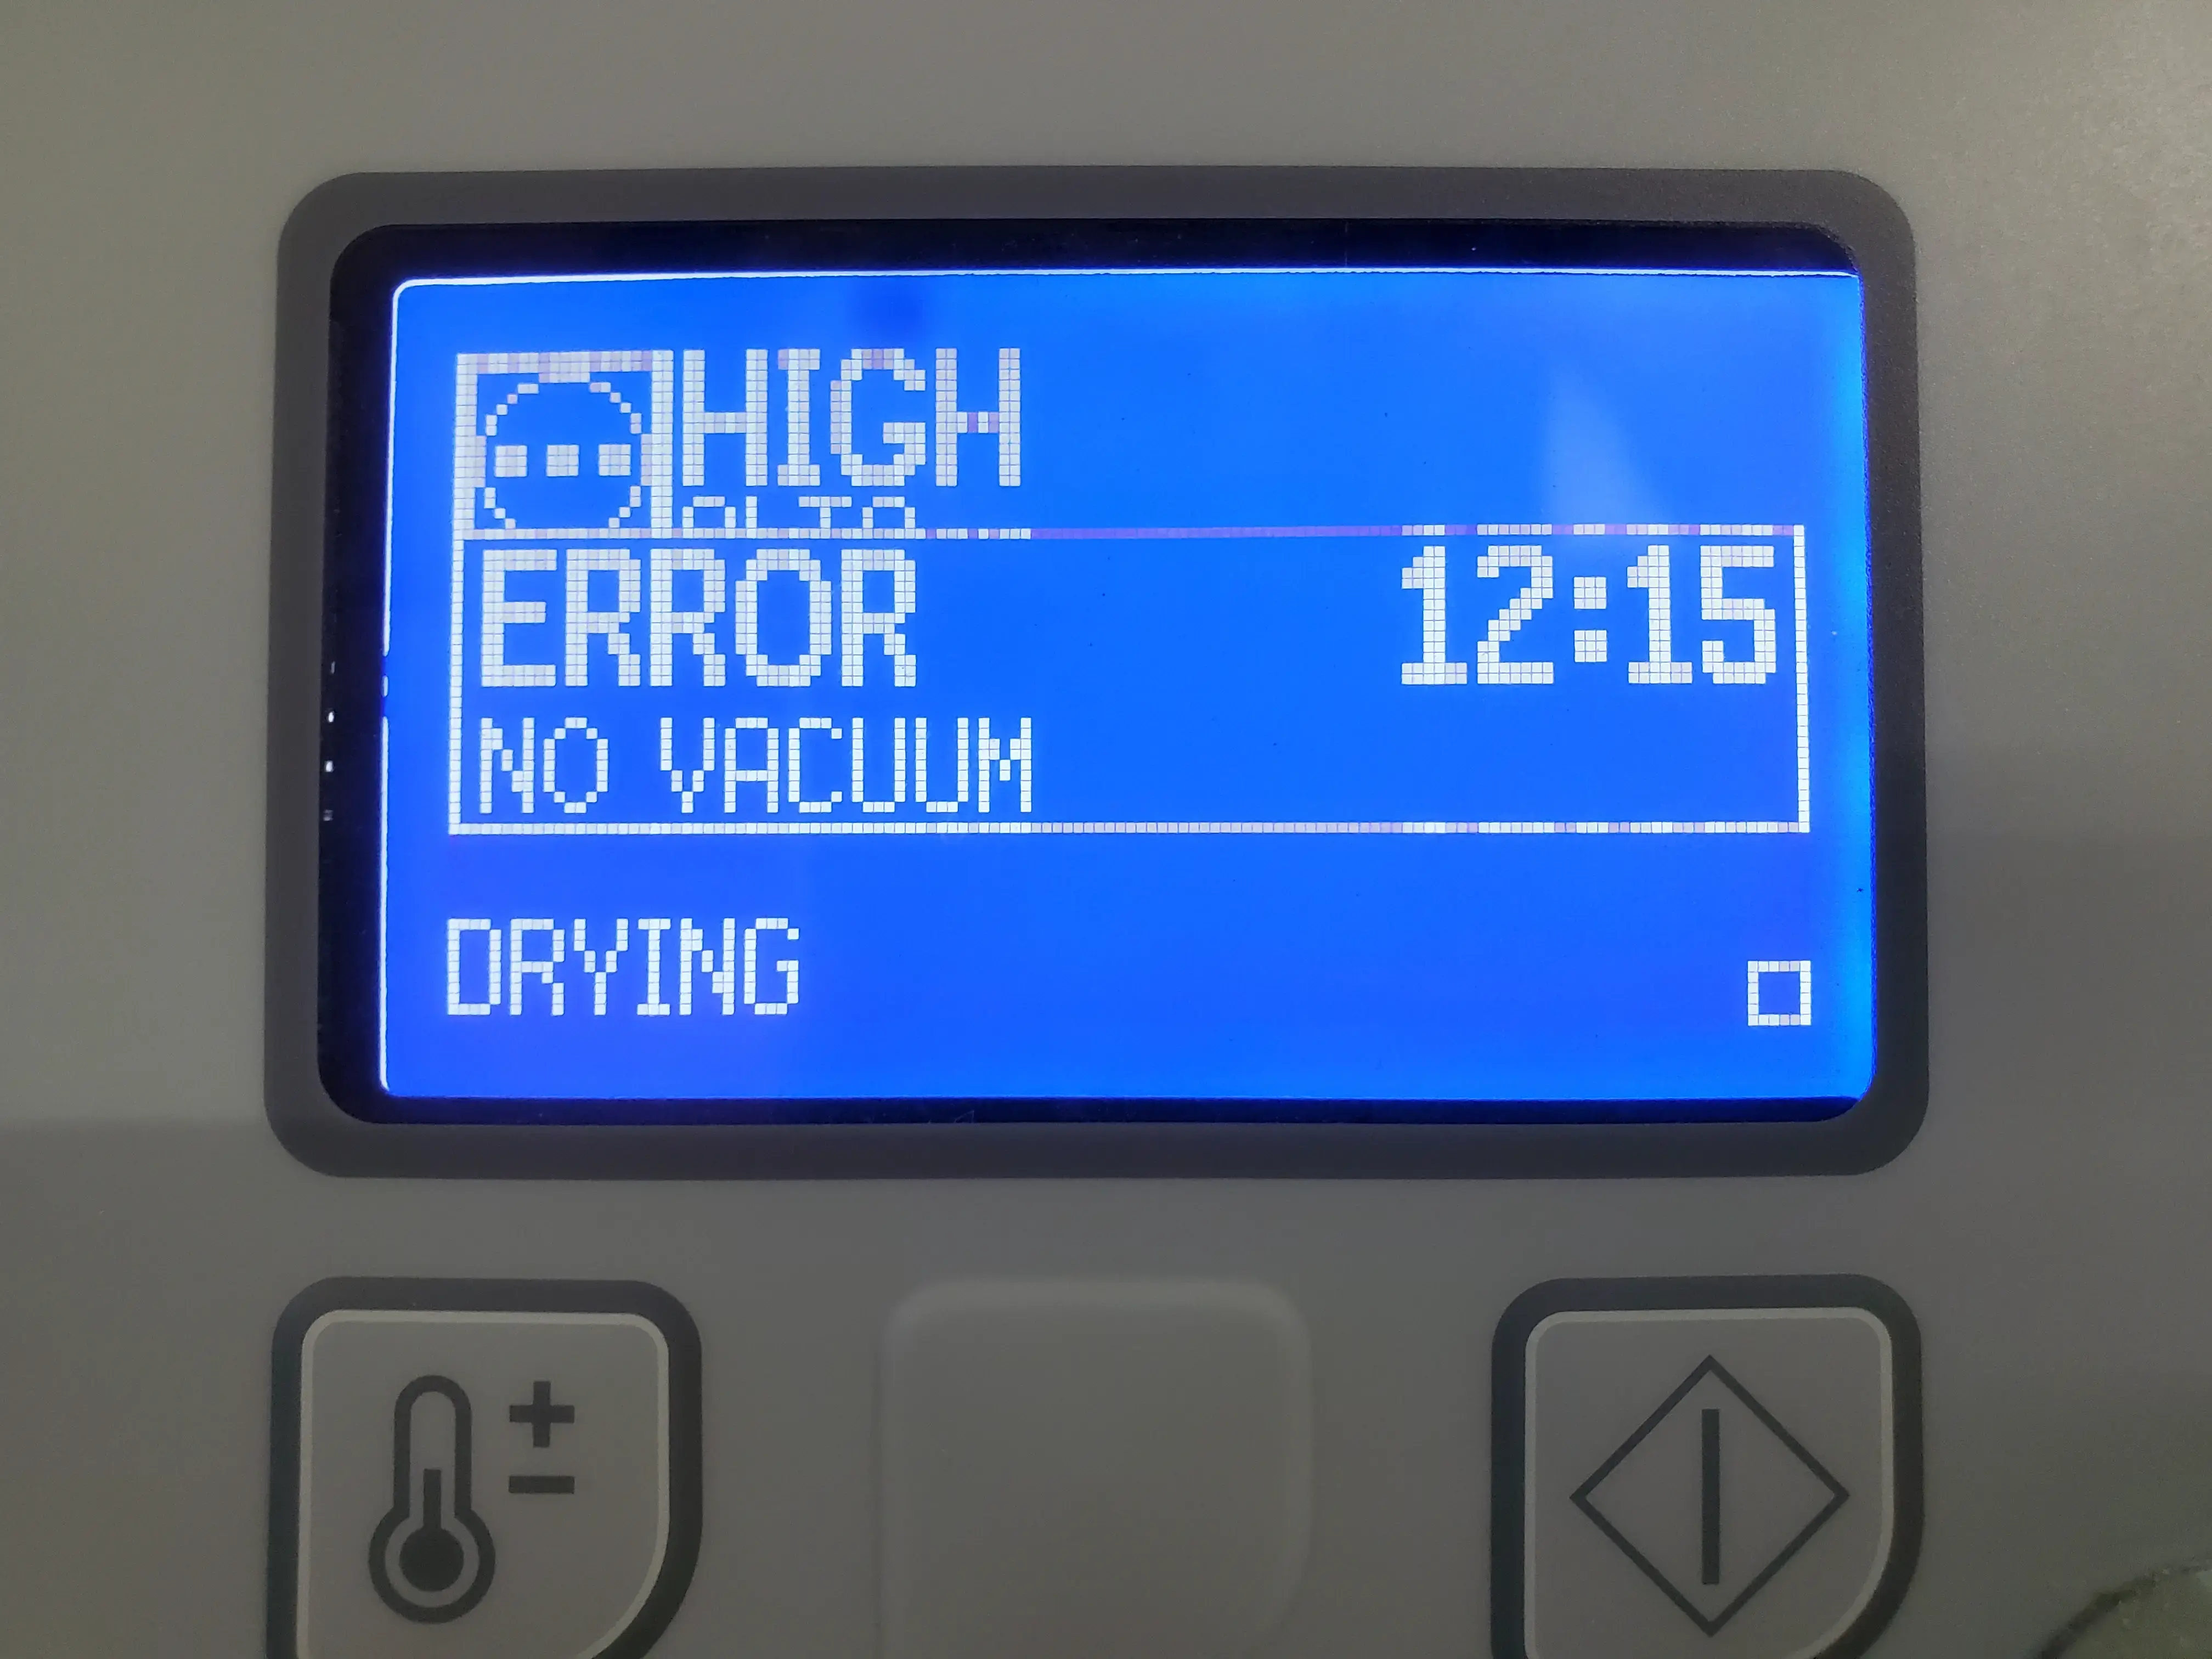 HIGH
ALTA
ERROR 12:15
NO VACUUM
DRYING